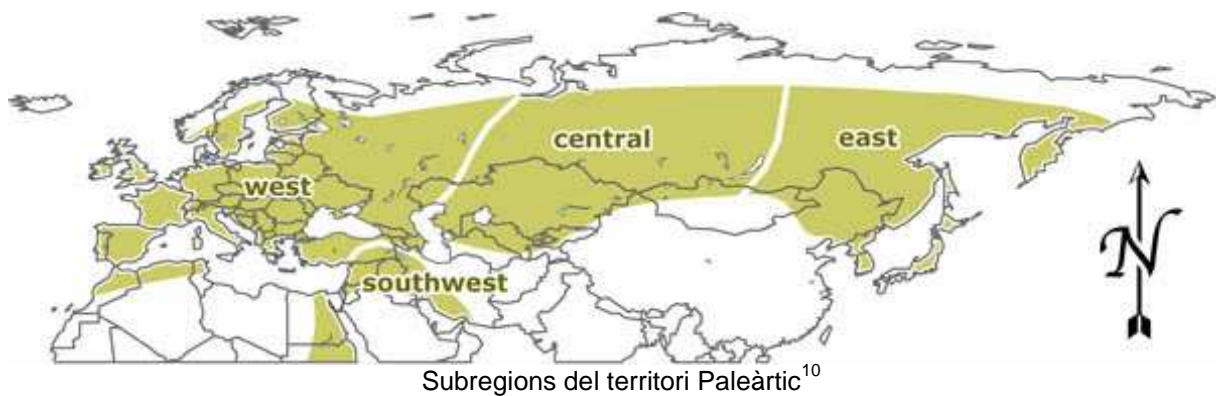 central
east
west
southwest
N
Subregions del territori Paleàrtic10